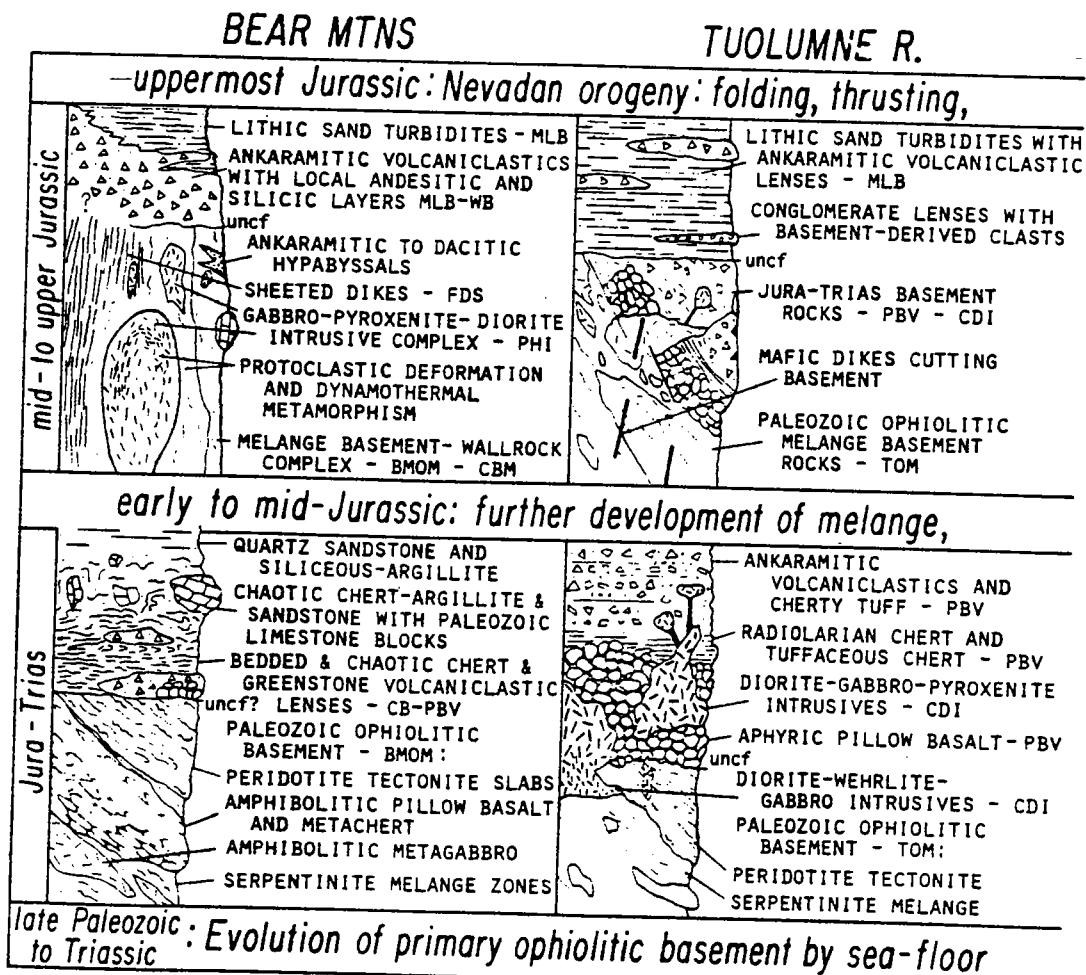 BEAR MTNS
TUOLUMNE R.
—uppermost Jurassic: Nevadan orogeny: folding, thrusting,
mid- to upper Jurassic
LITHIC SAND TURBIDITES - MLB
ANKARAMITIC VOLCANICLASTICS
WITH LOCAL ANDESITIC AND
SILICIC LAYERS MLB-WB
?
uncf
ANKARAMITIC TO DACITIC
HYPABYSSALS
SHEETED DIKES - FDS
GABBRO-PYROXENITE-DIORITE
INTRUSIVE COMPLEX - PHI
PROTOCLASTIC DEFORMATION
AND DYNAMOTHERMAL
METAMORPHISM
MELANGE BASEMENT- WALLROCK
COMPLEX - BMOM - CBM
LITHIC SAND TURBIDITES WITH
ANKARAMITIC VOLCANICLASTIC
LENSES - MLB
CONGLOMERATE LENSES WITH
BASEMENT-DERIVED CLASTS
uncf
JURA-TRIAS BASEMENT
ROCKS - PBV - CDI
MAFIC DIKES CUTTING
BASEMENT
PALEOZOIC OPHIOLITIC
MELANGE BASEMENT
ROCKS - TOM
early to mid-Jurassic: further development of melange,
Jura-Trias
QUARTZ SANDSTONE AND
SILICEOUS-ARGILLITE
CHAOTIC CHERT-ARGILLITE &
SANDSTONE WITH PALEOZOIC
LIMESTONE BLOCKS
BEDDED & CHAOTIC CHERT &
GREENSTONE VOLCANICLASTIC
uncf? LENSES - CB-PBV
PALEOZOIC OPHIOLITIC
BASEMENT - BMOM:
PERIDOTITE TECTONITE SLABS
AMPHIBOLITIC PILLOW BASALT
AND METACHERT
AMPHIBOLITIC METAGABBRO
SERPENTINITE MELANGE ZONES
ANKARAMITIC
VOLCANICLASTICS AND
CHERTY TUFF - PBV
RADIOLARIAN CHERT AND
TUFFACEOUS CHERT - PBV
DIORITE-GABBRO-PYROXENITE
INTRUSIVES - CDI
APHYRIC PILLOW BASALT-PBV
uncf
DIORITE-WEHRLITE-
GABBRO INTRUSIVES - CDI
PALEOZOIC OPHIOLITIC
BASEMENT - TOM:
PERIDOTITE TECTONITE
SERPENTINITE MELANGE
late Paleozoic
to Triassic : Evolution of primary ophiolitic basement by sea-floor